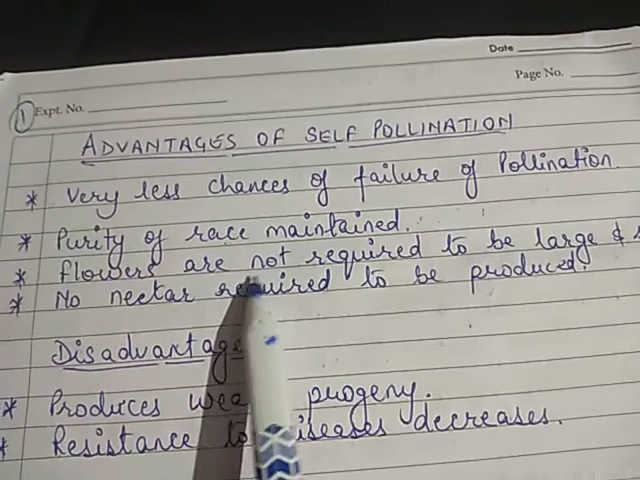 Date
Page No.
① Expt. No.
ADVANTAGES OF SELF POLLINATION
* Very less chances of failure of Pollination
* Purity of race maintained.
* Flowers are not required to be large &
* No nectar required to be produced.
Disadvantage
* Produces progeny.
* Resistance decreases.